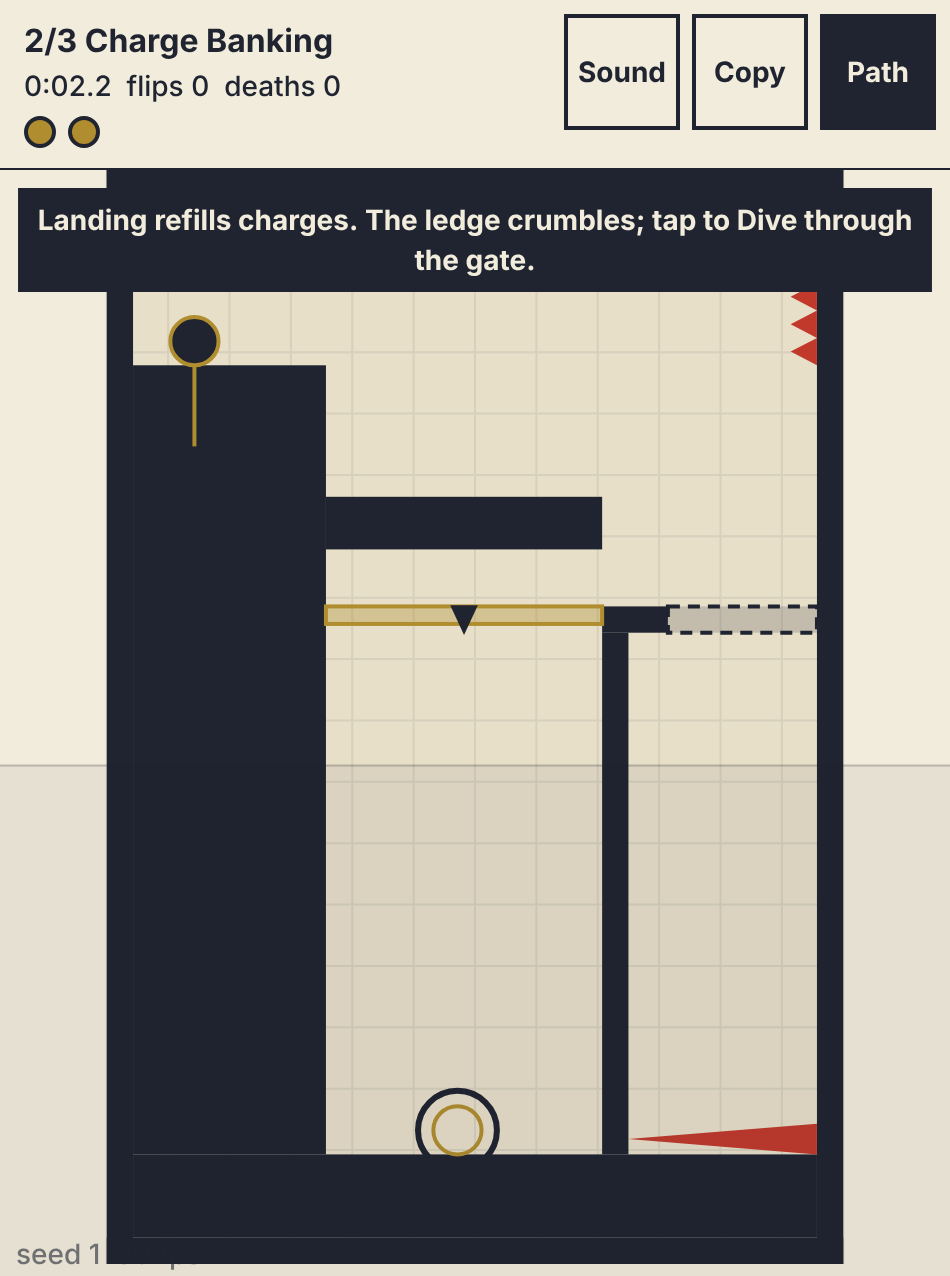 2/3 Charge Banking
0:02.2 flips 0 deaths 0
Sound
Copy
Path
Landing refills charges. The ledge crumbles; tap to Dive through
the gate.
seed 1